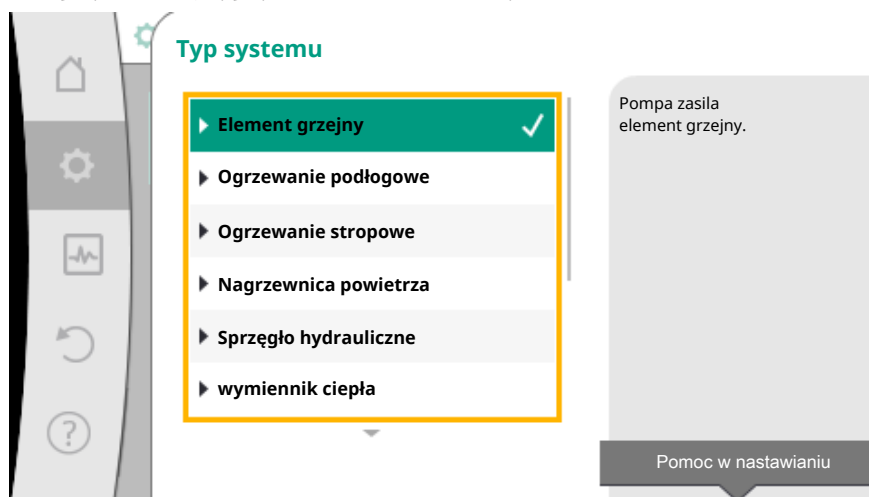 Typ systemu
Element grzejny
Ogrzewanie podłogowe
Ogrzewanie stropowe
Nagrzewnica powietrza
Sprzęgło hydrauliczne
wymiennik ciepła
Pompa zasila
element grzejny.
Pomoc w nastawianiu